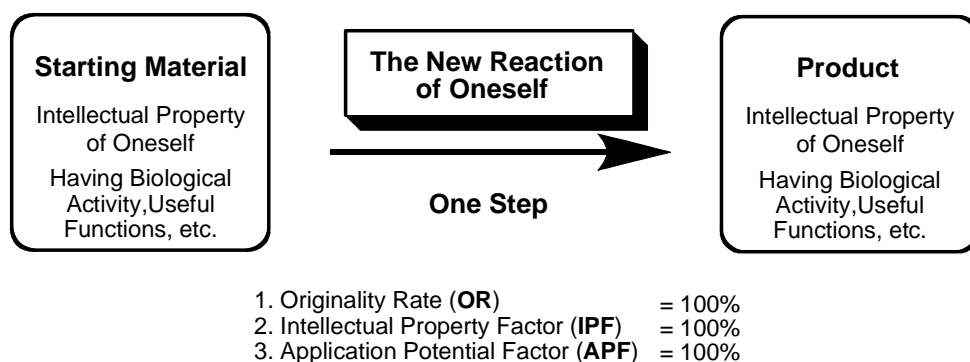 Starting Material
Intellectual Property
of Oneself
Having Biological
Activity,Useful
Functions, etc.
The New Reaction
of Oneself
One Step
Product
Intellectual Property
of Oneself
Having Biological
Activity,Useful
Functions, etc.
1. Originality Rate (OR) = 100%
2. Intellectual Property Factor (IPF) = 100%
3. Application Potential Factor (APF) = 100%